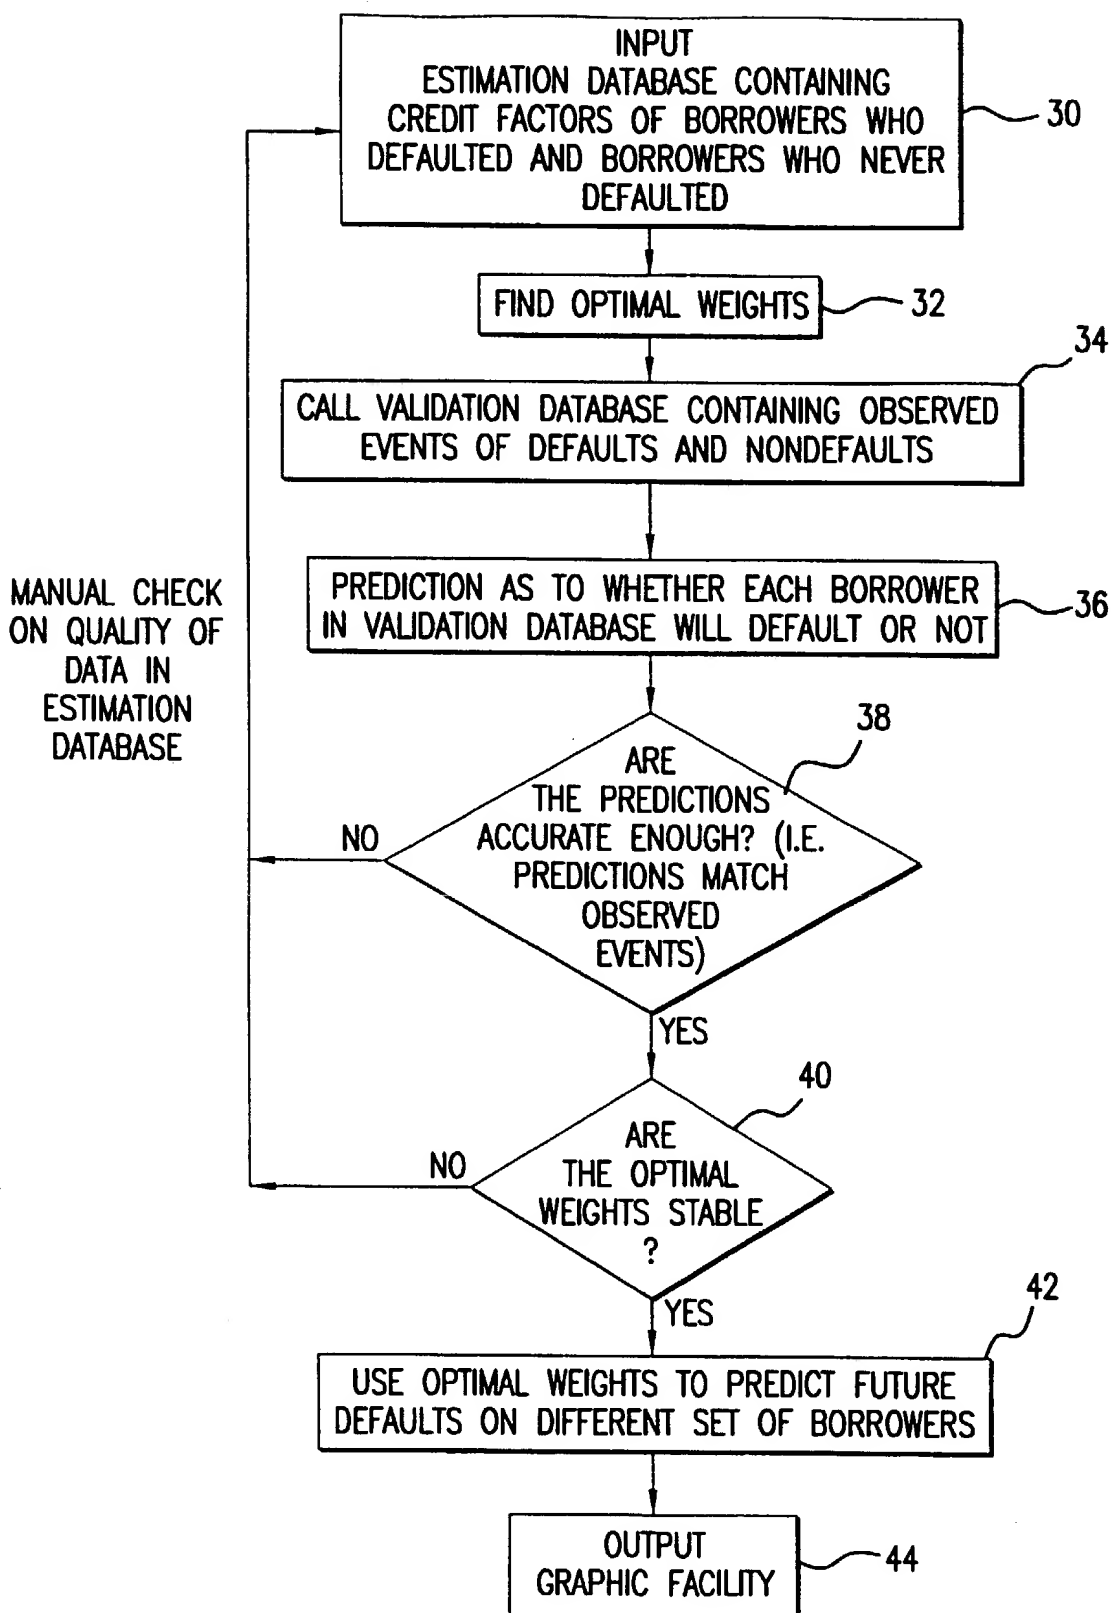 INPUT
ESTIMATION DATABASE CONTAINING
CREDIT FACTORS OF BORROWERS WHO
DEFAULTED AND BORROWERS WHO NEVER
DEFAULTED
30
FIND OPTIMAL WEIGHTS
32
34
CALL VALIDATION DATABASE CONTAINING OBSERVED
EVENTS OF DEFAULTS AND NONDEFAULTS
PREDICTION AS TO WHETHER EACH BORROWER
IN VALIDATION DATABASE WILL DEFAULT OR NOT
36
MANUAL CHECK
ON QUALITY OF
DATA IN
ESTIMATION
DATABASE
38
ARE
THE PREDICTIONS
ACCURATE ENOUGH? (I.E.
PREDICTIONS MATCH
OBSERVED
EVENTS)
NO
YES
40
ARE
THE OPTIMAL
WEIGHTS STABLE
?
NO
YES
42
USE OPTIMAL WEIGHTS TO PREDICT FUTURE
DEFAULTS ON DIFFERENT SET OF BORROWERS
OUTPUT
GRAPHIC FACILITY
44